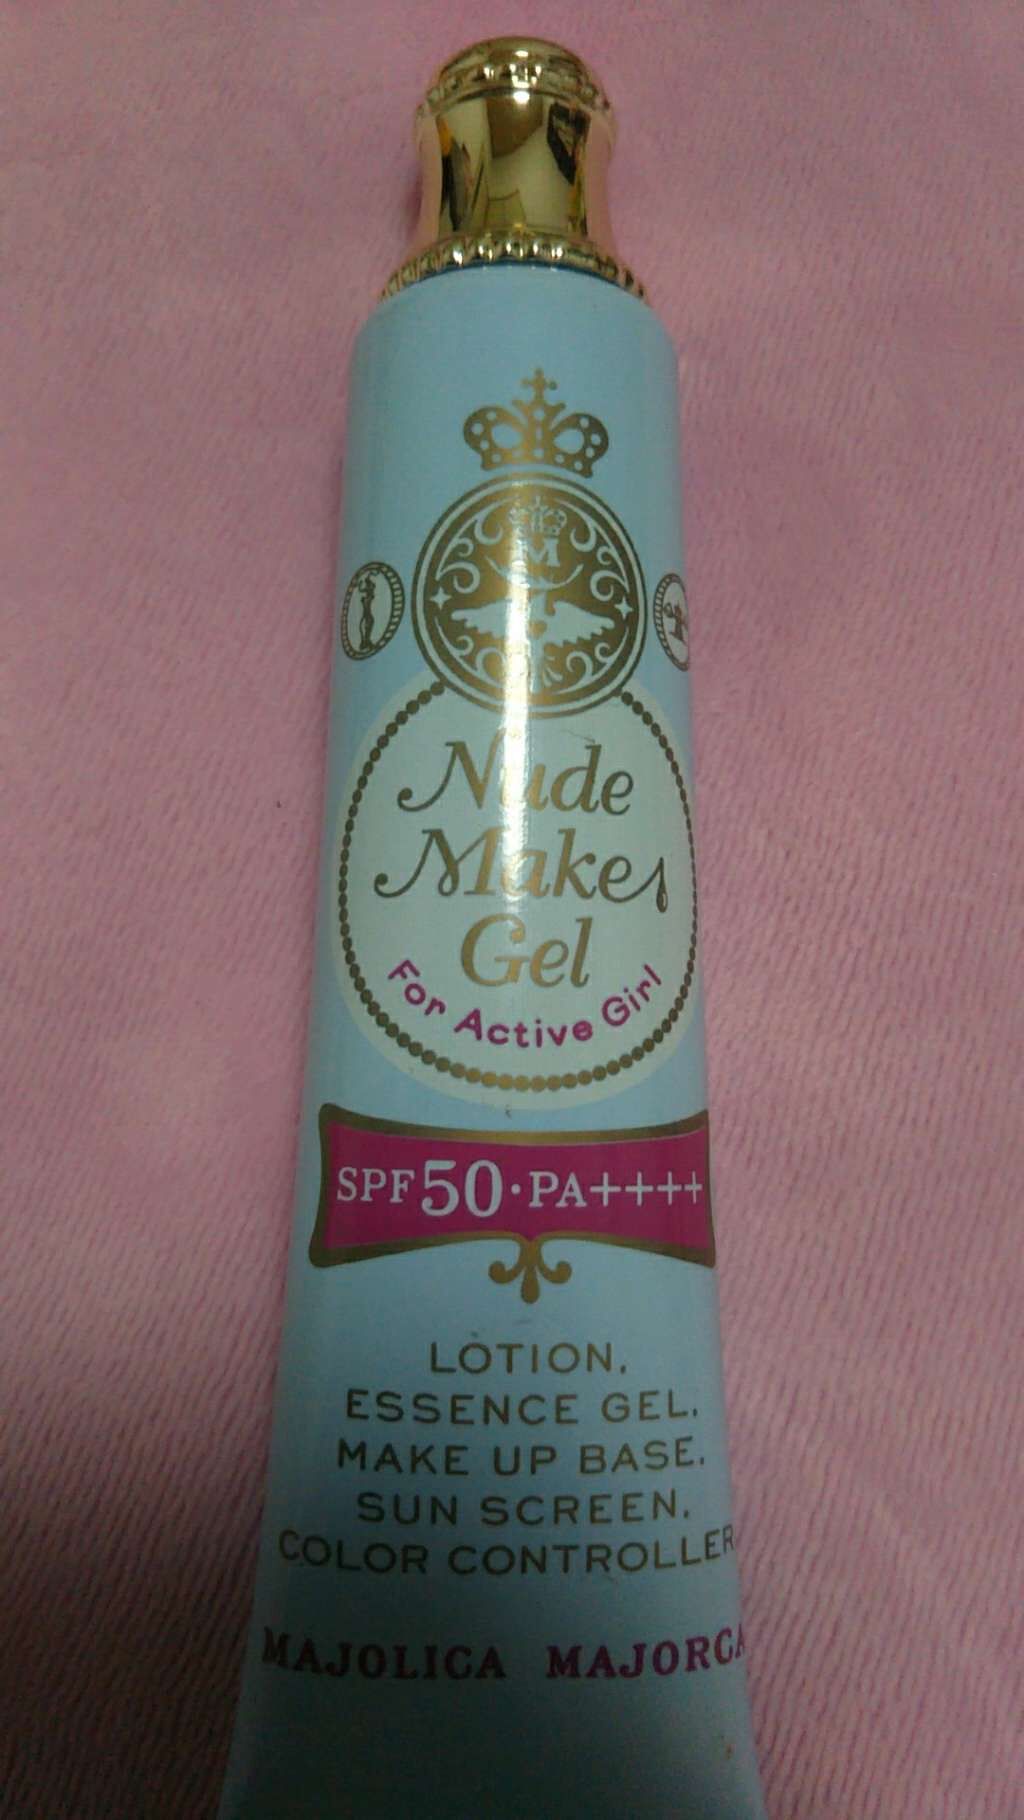 M
Nude
Make
Gel
For Active Girl
SPF50・PA++++
LOTION.
ESSENCE GEL.
MAKE UP BASE.
SUN SCREEN.
COLOR CONTROLLER
MAJOLICA MAJORCA